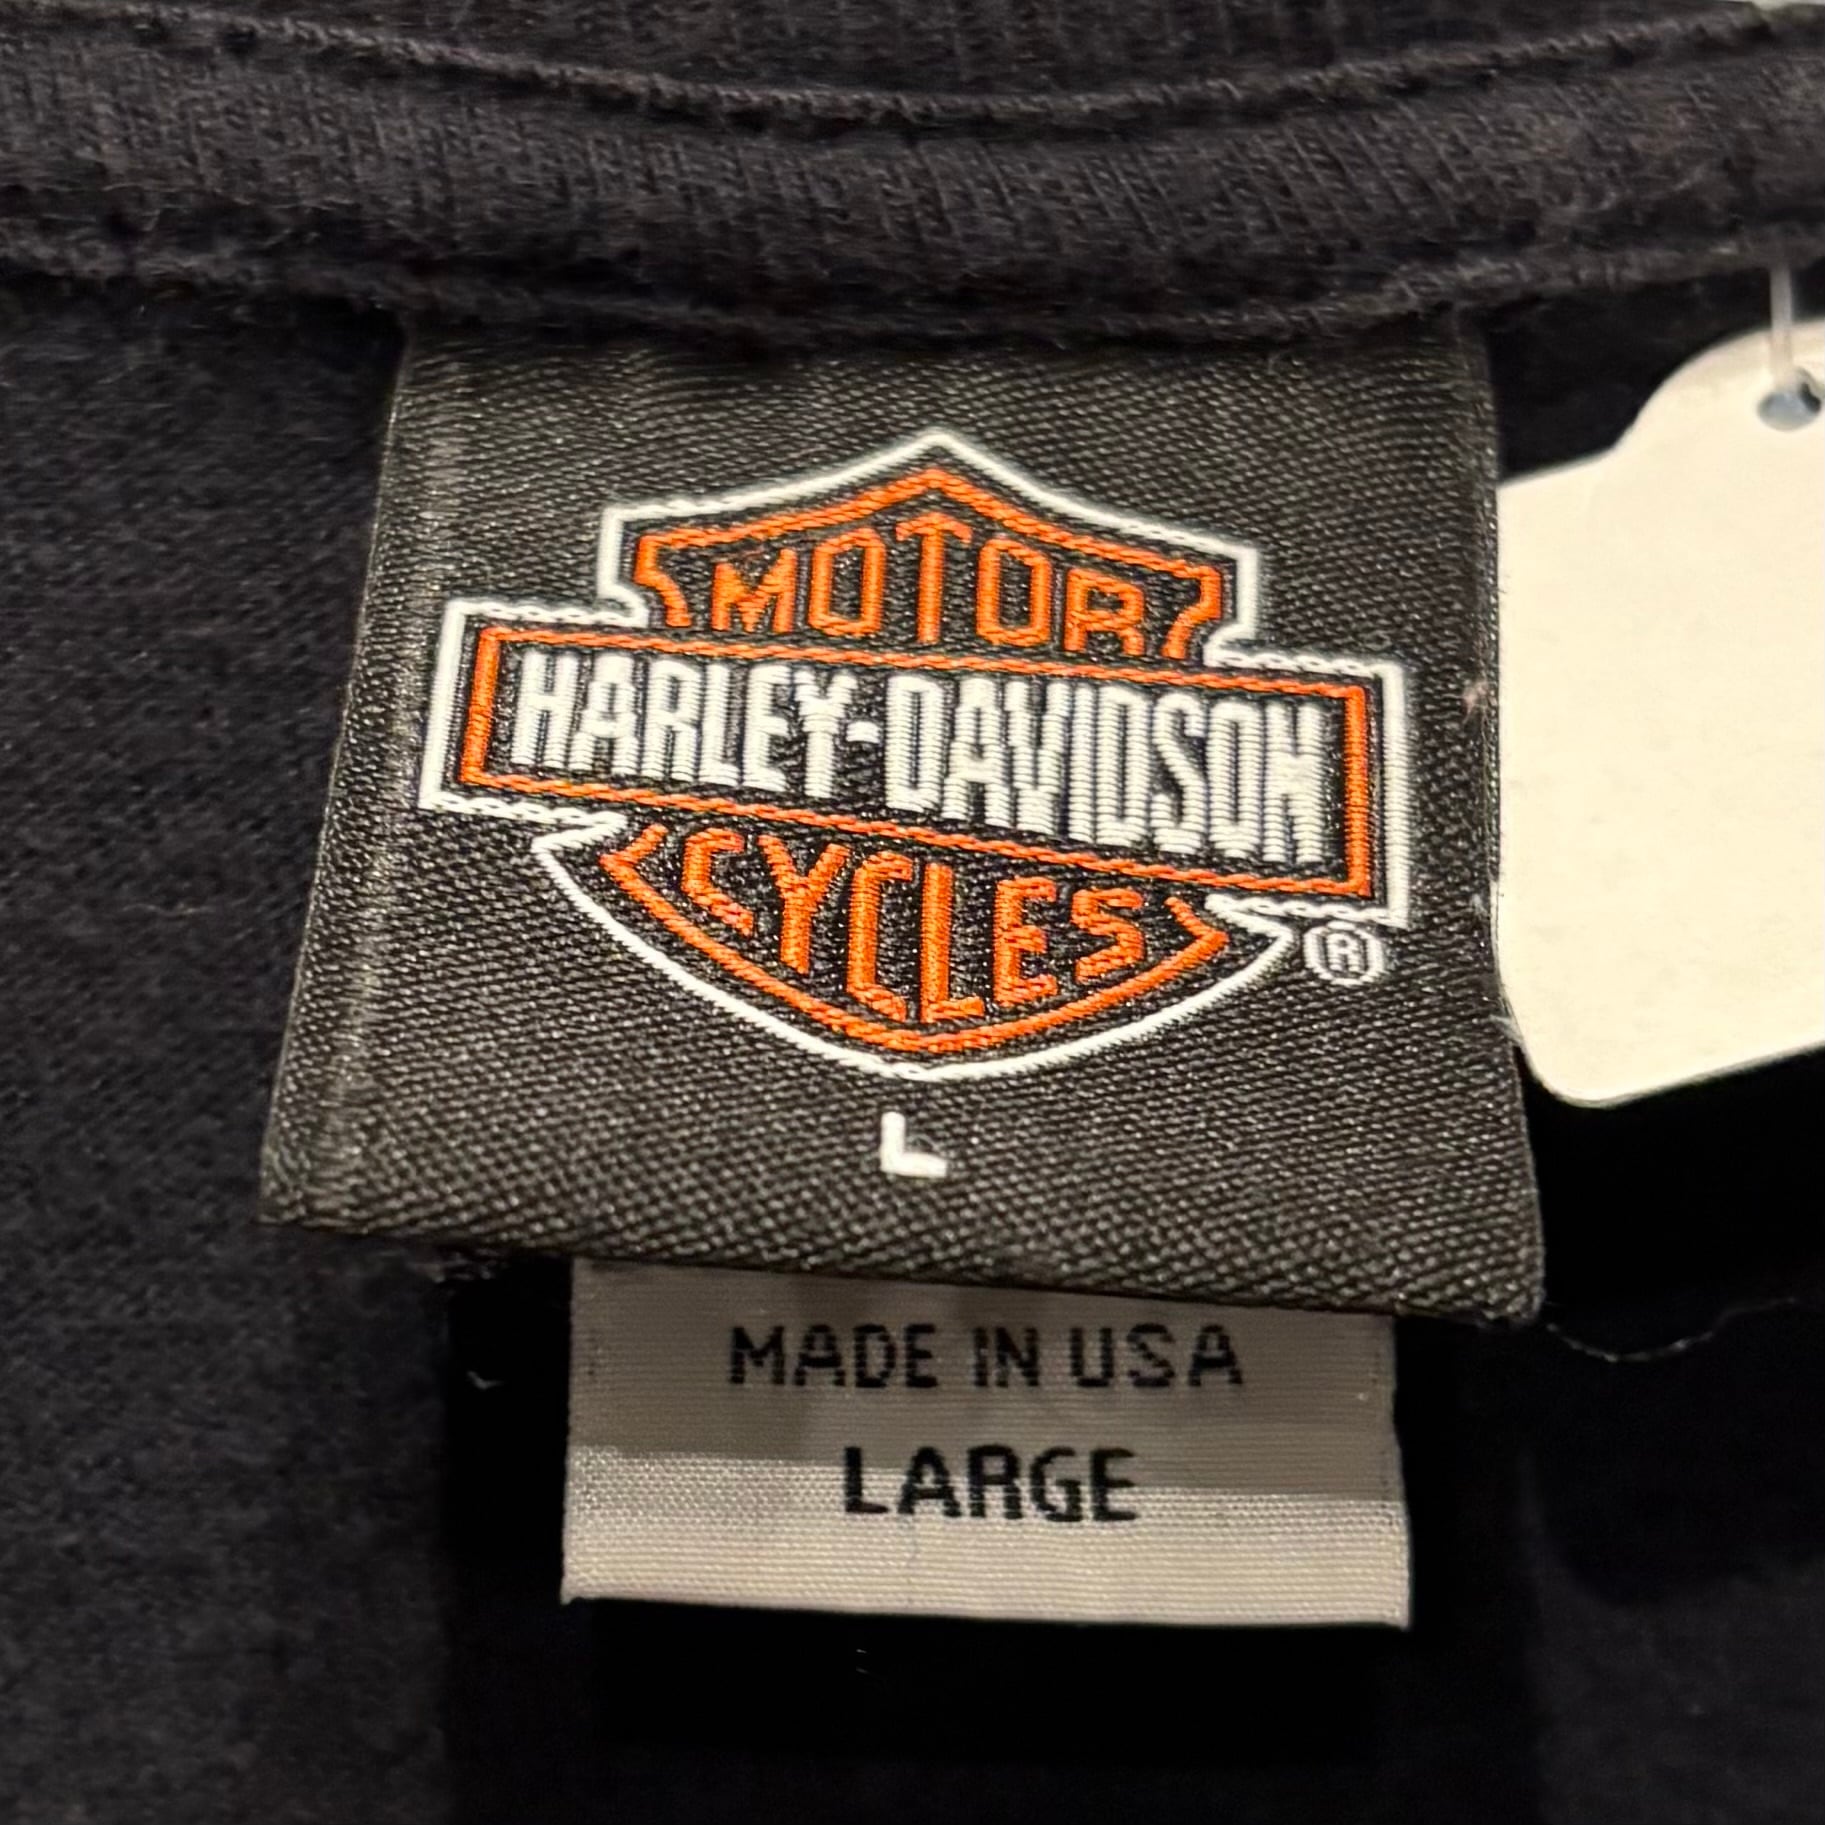 MOTOR
HARLEY-DAVIDSON
CYCLES
®
L
MADE IN USA
LARGE